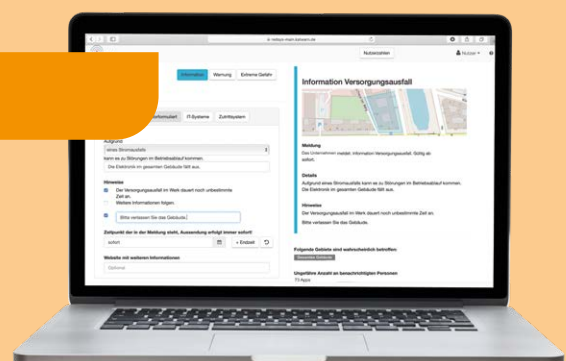 Nutzerzahlen
Nutzer
Information Warnung Extreme Gefahr
Information Versorgungsausfall
IT-Systeme Zutrittsystem
Aufgrund
eines Stromausfalls
kann es zu Störungen im Betriebsablauf kommen.
Die Elektronik im gesamten Gebäude fällt aus.
Hinweise
Der Versorgungsausfall im Werk dauert noch unbestimmte
Zeit an.
Weitere Informationen folgen.
Bitte verlassen Sie das Gebäude.
Zeitpunkt der in der Meldung steht, Aussendung erfolgt immer sofort!
sofort
+ Endzeit
Website mit weiteren Informationen
Optional
Meldung
Das Unternehmen meldet: Information Versorgungsausfall. Gültig ab
sofort.
Details
Aufgrund eines Stromausfalls kann es zu Störungen im Betriebsablauf kommen.
Die Elektronik im gesamten Gebäude fällt aus.
Hinweise
Der Versorgungsausfall im Werk dauert noch unbestimmte Zeit an.
Bitte verlassen Sie das Gebäude.
Folgende Gebiete sind wahrscheinlich betroffen:
Gesamtes Gebäude
Ungefähre Anzahl an benachrichtigten Personen
TV-Apps